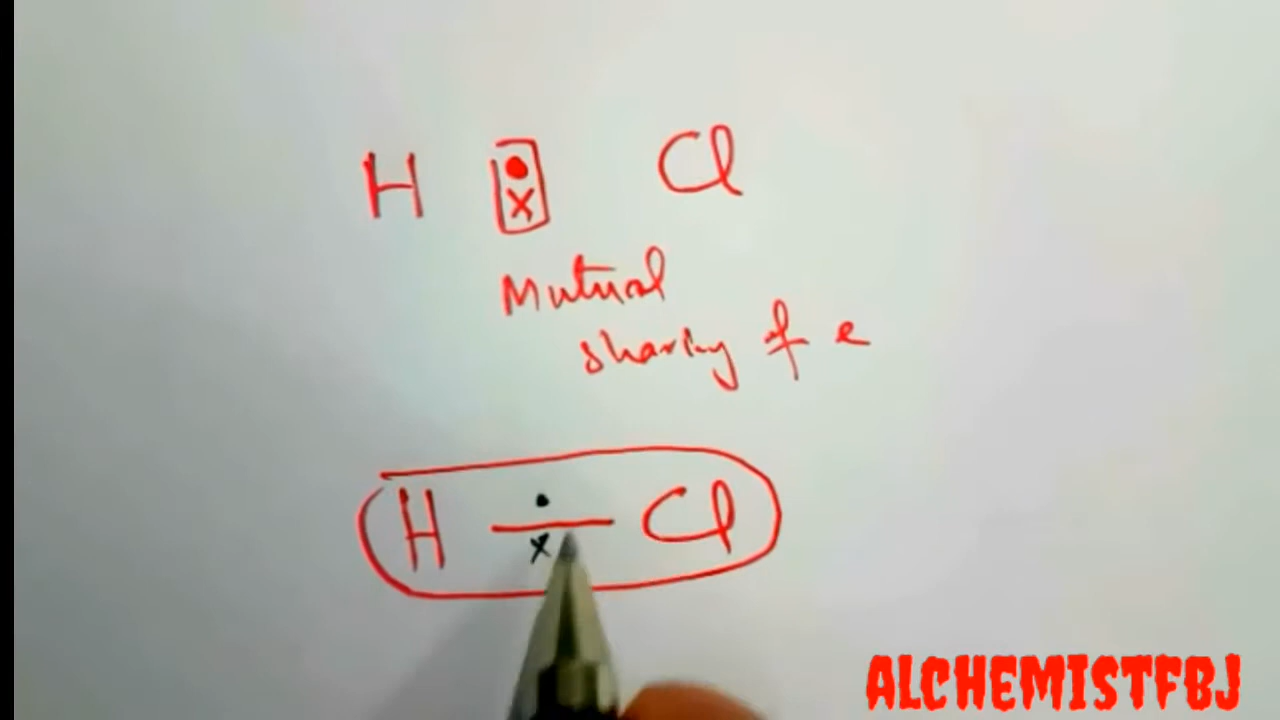 H • x Cl
Mutual
sharing of e
H • — x Cl
ALCHEMISTFBJ